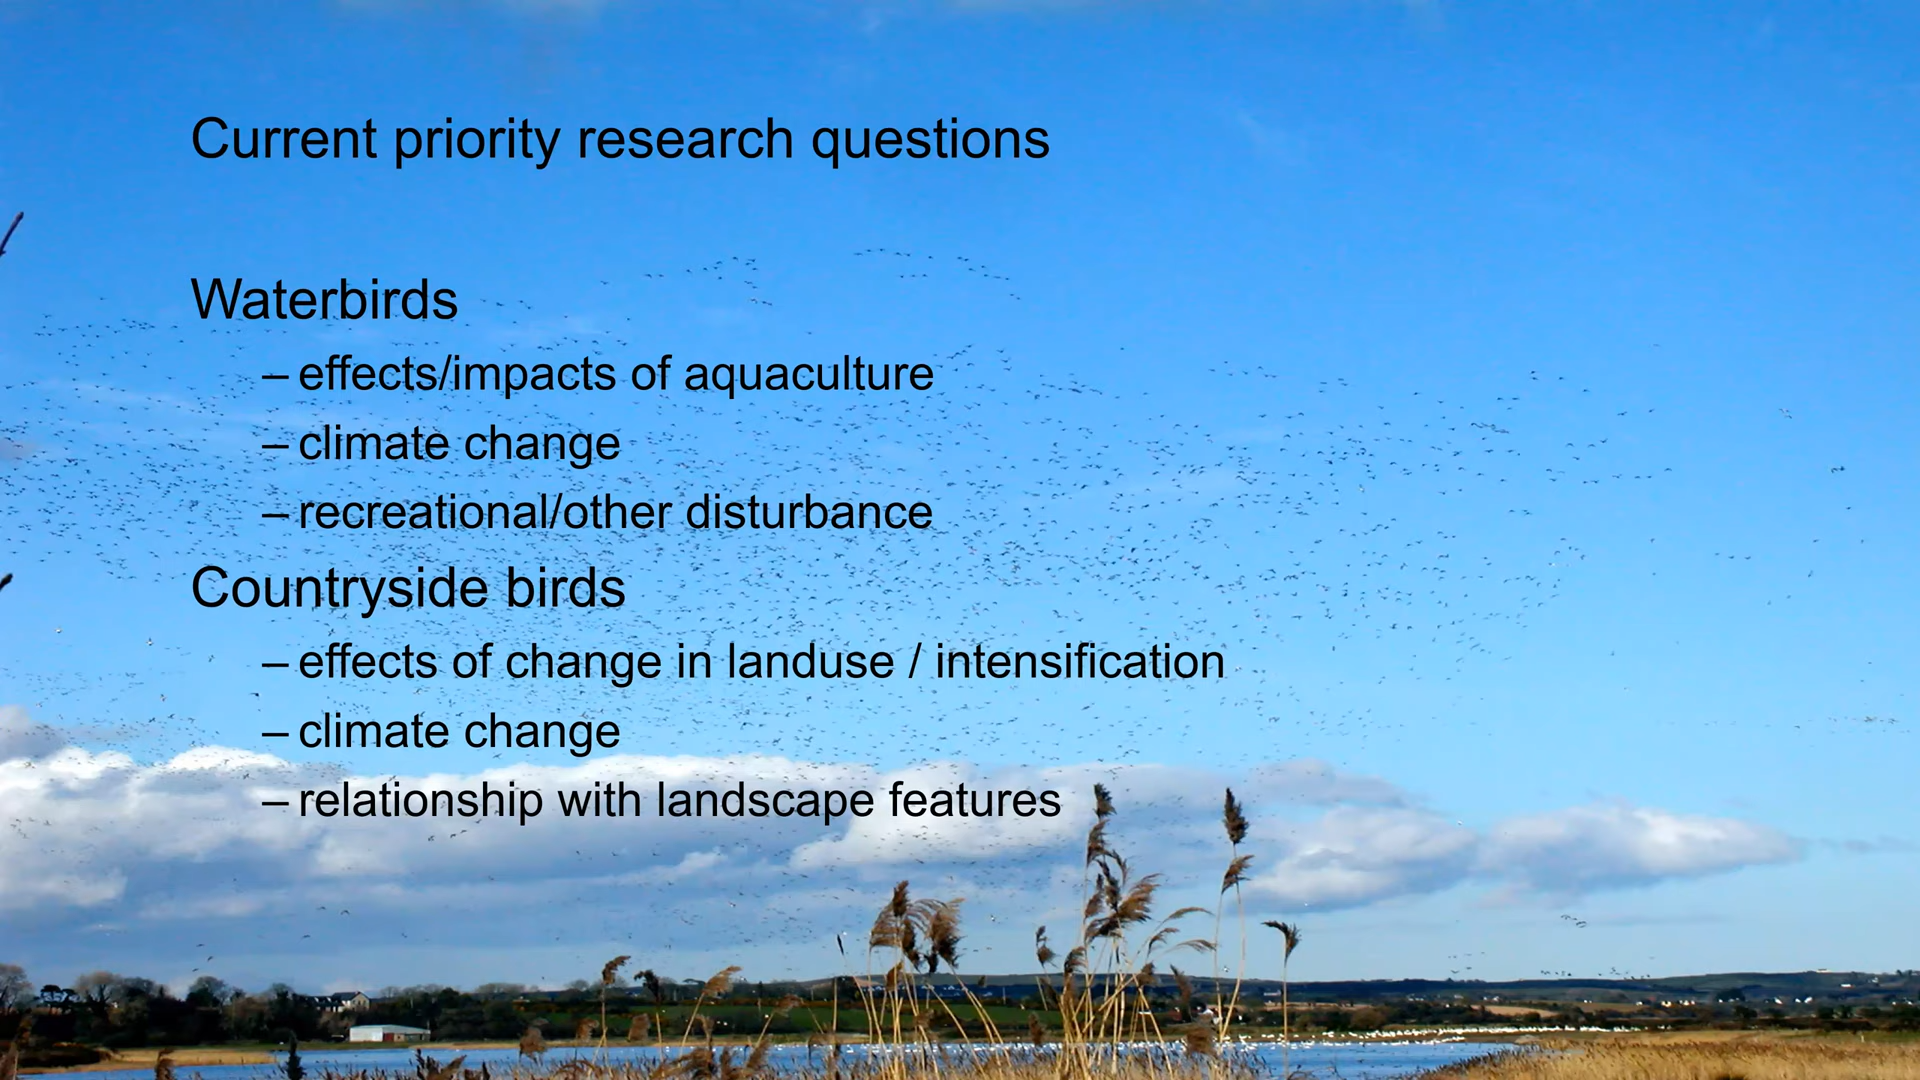 Current priority research questions
Waterbirds
– effects/impacts of aquaculture
– climate change
– recreational/other disturbance
Countryside birds
– effects of change in landuse / intensification
– climate change
– relationship with landscape features